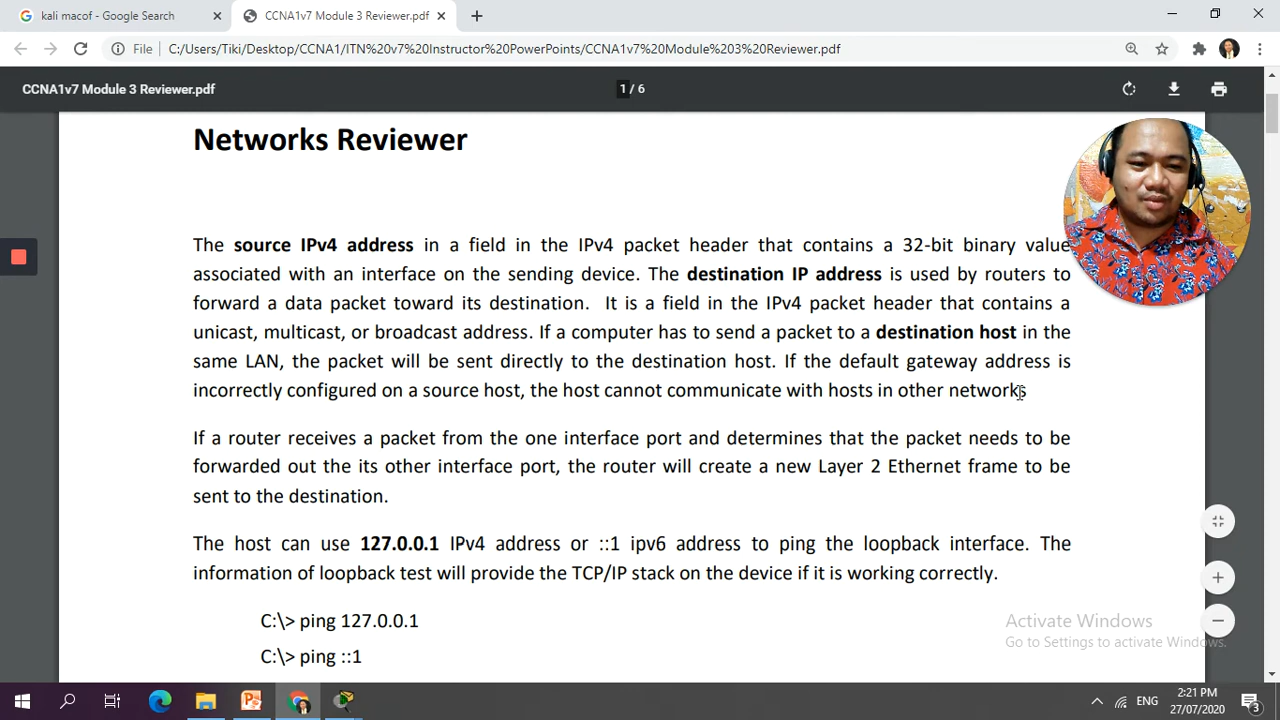 kali macof - Google Search
CCNA1v7 Module 3 Reviewer.pdf
File
C:/Users/Tiki/Desktop/CCNA1/ITN%20v7%20Instructor%20PowerPoints/CCNA1v7%20Module%203%20Reviewer.pdf
CCNA1v7 Module 3 Reviewer.pdf
1 / 6
Networks Reviewer
The source IPv4 address in a field in the IPv4 packet header that contains a 32-bit binary value
associated with an interface on the sending device. The destination IP address is used by routers to
forward a data packet toward its destination. It is a field in the IPv4 packet header that contains a
unicast, multicast, or broadcast address. If a computer has to send a packet to a destination host in the
same LAN, the packet will be sent directly to the destination host. If the default gateway address is
incorrectly configured on a source host, the host cannot communicate with hosts in other networks
If a router receives a packet from the one interface port and determines that the packet needs to be
forwarded out the its other interface port, the router will create a new Layer 2 Ethernet frame to be
sent to the destination.
The host can use 127.0.0.1 IPv4 address or ::1 ipv6 address to ping the loopback interface. The
information of loopback test will provide the TCP/IP stack on the device if it is working correctly.
C:\> ping 127.0.0.1
C:\> ping ::1
Activate Windows
Go to Settings to activate Windows.
ENG
2:21 PM
27/07/2020
3